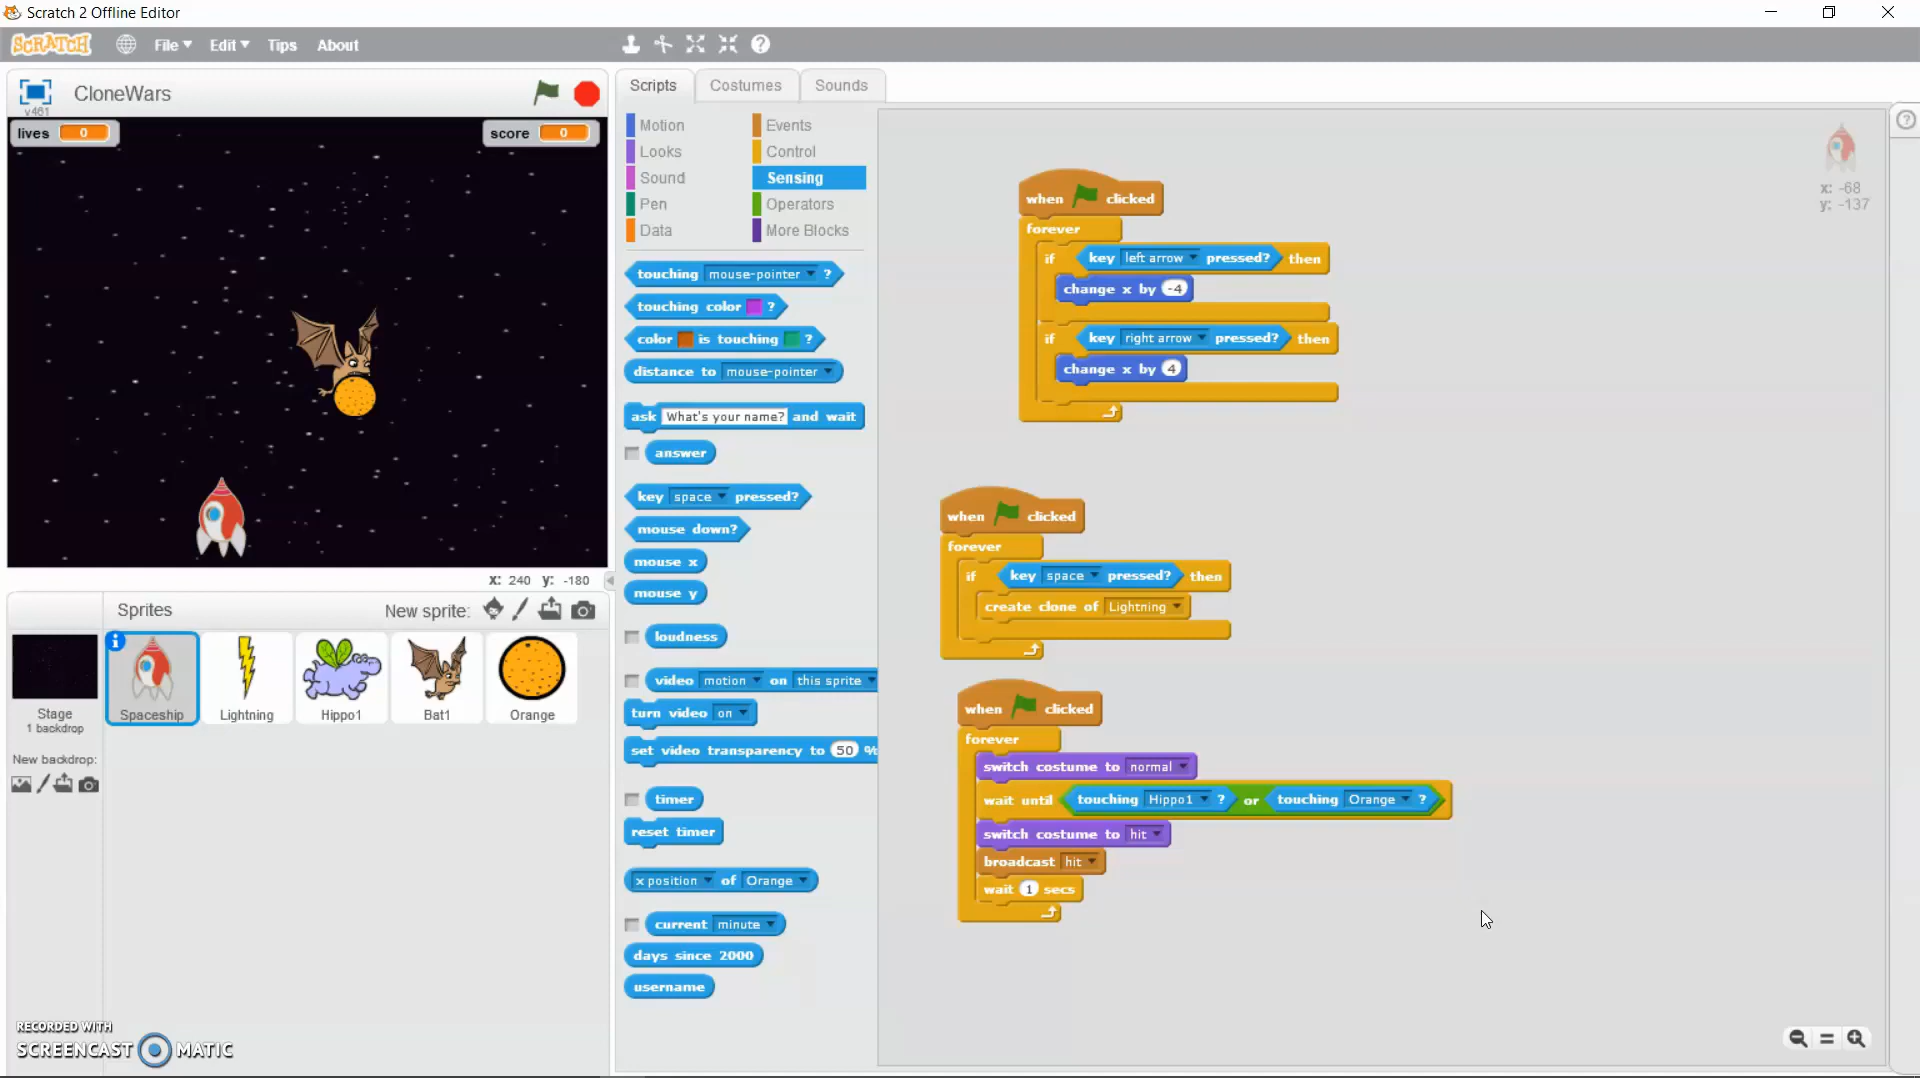 Scratch 2 Offline Editor
SCRATCH File Edit Tips About
CloneWars
v461
lives 0
score 0
x: 240 y: -180
Sprites New sprite:
Spaceship Lightning Hippo1 Bat1 Orange
Stage
1 backdrop
New backdrop:
RECORDED WITH
SCREENCAST MATIC
Scripts Costumes Sounds
Motion Events
Looks Control
Sound Sensing
Pen Operators
Data More Blocks
touching mouse-pointer ?
touching color ?
color is touching ?
distance to mouse-pointer
ask What's your name? and wait
answer
key space pressed?
mouse down?
mouse x
mouse y
loudness
video motion on this sprite
turn video on
set video transparency to 50 %
timer
reset timer
x position of Orange
current minute
days since 2000
username
x: -68
y: -137
when clicked
forever
if key left arrow pressed? then
change x by -4
if key right arrow pressed? then
change x by 4
when clicked
forever
if key space pressed? then
create clone of Lightning
when clicked
forever
switch costume to normal
wait until touching Hippo1 ? or touching Orange ?
switch costume to hit
broadcast hit
wait 1 secs